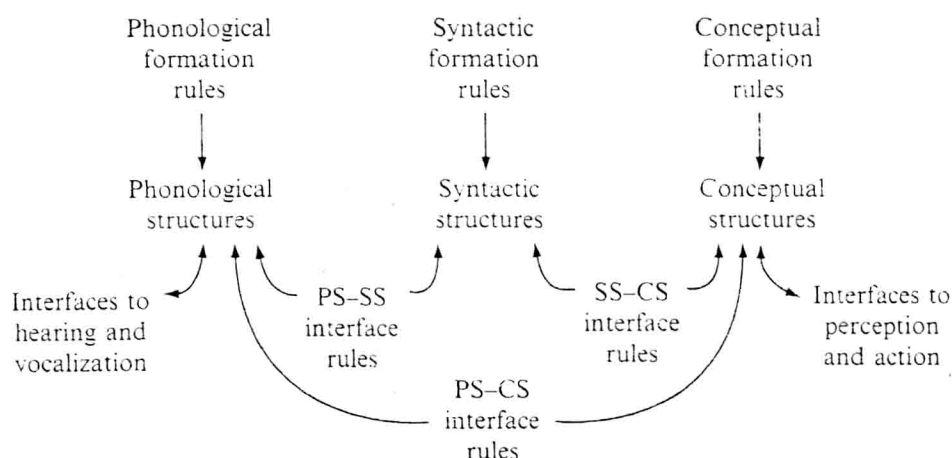 Phonological
formation
rules
Syntactic
formation
rules
Conceptual
formation
rules
Phonological
structures
Syntactic
structures
Conceptual
structures
Interfaces to
hearing and
vocalization
PS–SS
interface
rules
SS–CS
interface
rules
Interfaces to
perception
and action
PS–CS
interface
rules